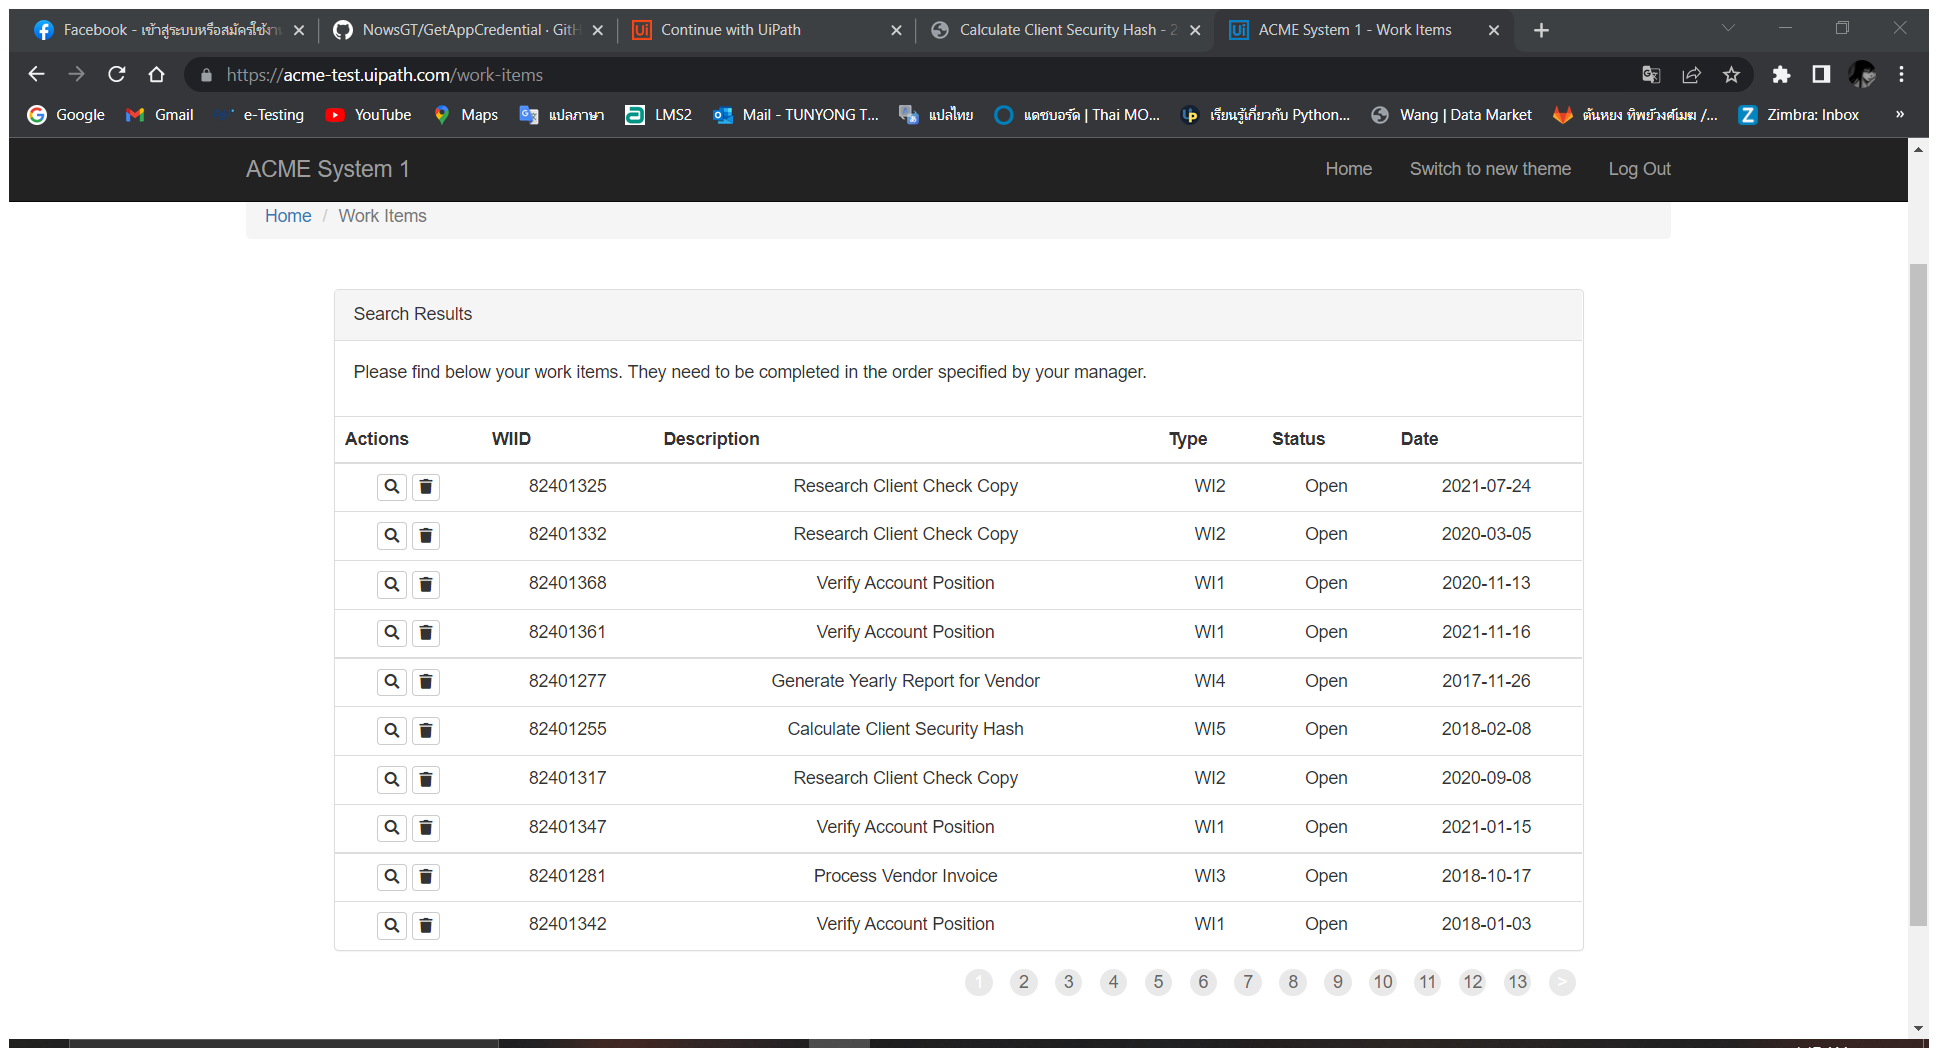 Facebook - เข้าสู่ระบบหรือสมัครใช้งาน NowsGT/GetAppCredential · GitH Continue with UiPath Calculate Client Security Hash - 2 ACME System 1 - Work Items
https://acme-test.uipath.com/work-items
Google Gmail e-Testing YouTube Maps แปลภาษา LMS2 Mail - TUNYONG T... แปลไทย แดชบอร์ด | Thai MO... เรียนรู้เกี่ยวกับ Python... Wang | Data Market ต้นหยง ทิพย์วงศ์เมฆ /... Zimbra: Inbox »
ACME System 1 Home Switch to new theme Log Out
Home / Work Items
Search Results
Please find below your work items. They need to be completed in the order specified by your manager.
Actions WIID Description Type Status Date
82401325 Research Client Check Copy WI2 Open 2021-07-24
82401332 Research Client Check Copy WI2 Open 2020-03-05
82401368 Verify Account Position WI1 Open 2020-11-13
82401361 Verify Account Position WI1 Open 2021-11-16
82401277 Generate Yearly Report for Vendor WI4 Open 2017-11-26
82401255 Calculate Client Security Hash WI5 Open 2018-02-08
82401317 Research Client Check Copy WI2 Open 2020-09-08
82401347 Verify Account Position WI1 Open 2021-01-15
82401281 Process Vendor Invoice WI3 Open 2018-10-17
82401342 Verify Account Position WI1 Open 2018-01-03
1 2 3 4 5 6 7 8 9 10 11 12 13 >